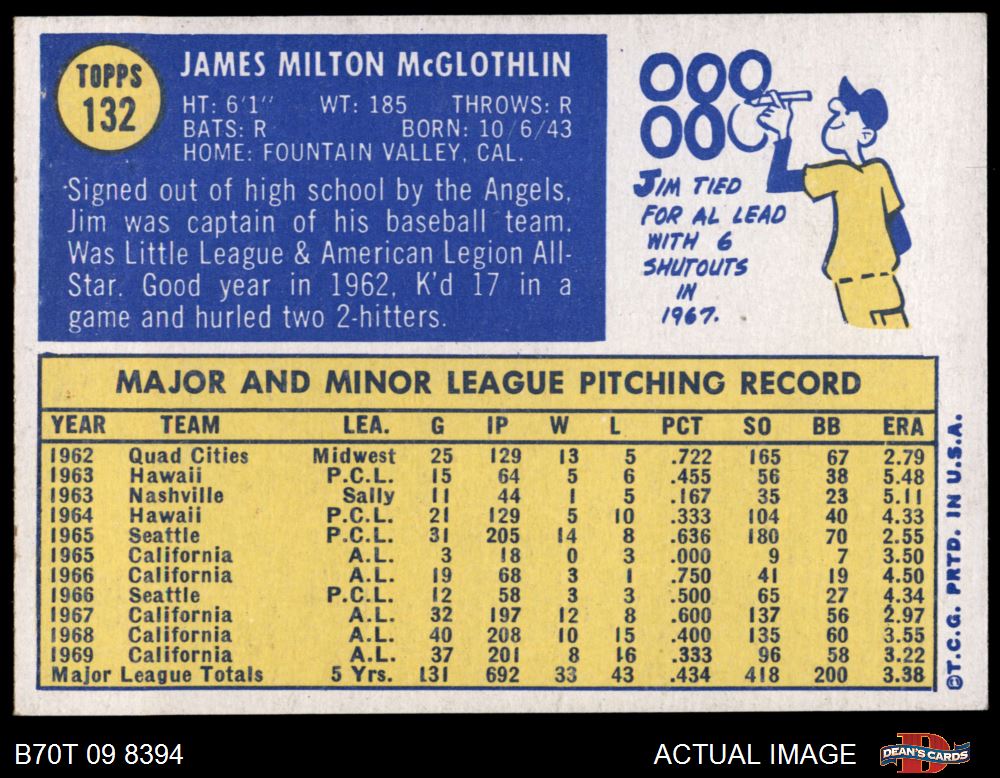 TOPPS
132
JAMES MILTON McGLOTHLIN
HT: 6'1" WT: 185 THROWS: R
BATS: R BORN: 10/6/43
HOME: FOUNTAIN VALLEY, CAL.
Signed out of high school by the Angels,
Jim was captain of his baseball team.
Was Little League & American Legion All-
Star. Good year in 1962, K'd 17 in a
game and hurled two 2-hitters.
000
000
JIM TIED
FOR AL LEAD
WITH 6
SHUTOUTS
IN
1967.
MAJOR AND MINOR LEAGUE PITCHING RECORD
YEAR TEAM LEA. G IP W L PCT SO BB ERA
1962 Quad Cities Midwest 25 129 13 5 .722 165 67 2.79
1963 Hawaii P.C.L. 15 64 5 6 .455 56 38 5.48
1963 Nashville Sally 11 44 1 5 .167 35 23 5.11
1964 Hawaii P.C.L. 21 129 5 10 .333 104 40 4.33
1965 Seattle P.C.L. 31 205 14 8 .636 180 70 2.55
1965 California A.L. 3 18 0 3 .000 9 7 3.50
1966 California A.L. 19 68 3 1 .750 41 19 4.50
1966 Seattle P.C.L. 12 58 3 3 .500 65 27 4.34
1967 California A.L. 32 197 12 8 .600 137 56 2.97
1968 California A.L. 40 208 10 15 .400 135 60 3.55
1969 California A.L. 37 201 8 16 .333 96 58 3.22
Major League Totals 5 Yrs. 131 692 33 43 .434 418 200 3.38
©T.C.G. PRTD. IN U.S.A.
B70T 09 8394
ACTUAL IMAGE
D
DEAN'S CARDS